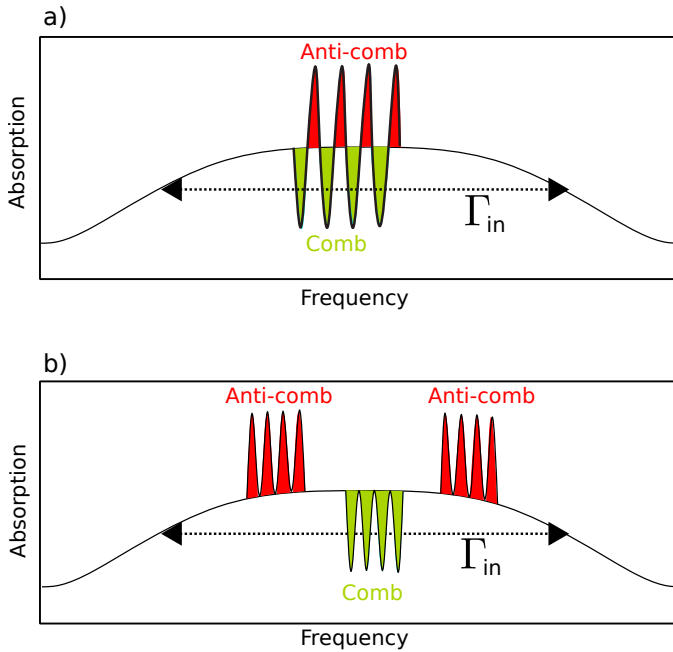 a)
Anti-comb
Absorption
Γin
Comb
Frequency
b)
Anti-comb Anti-comb
Absorption
Γin
Comb
Frequency